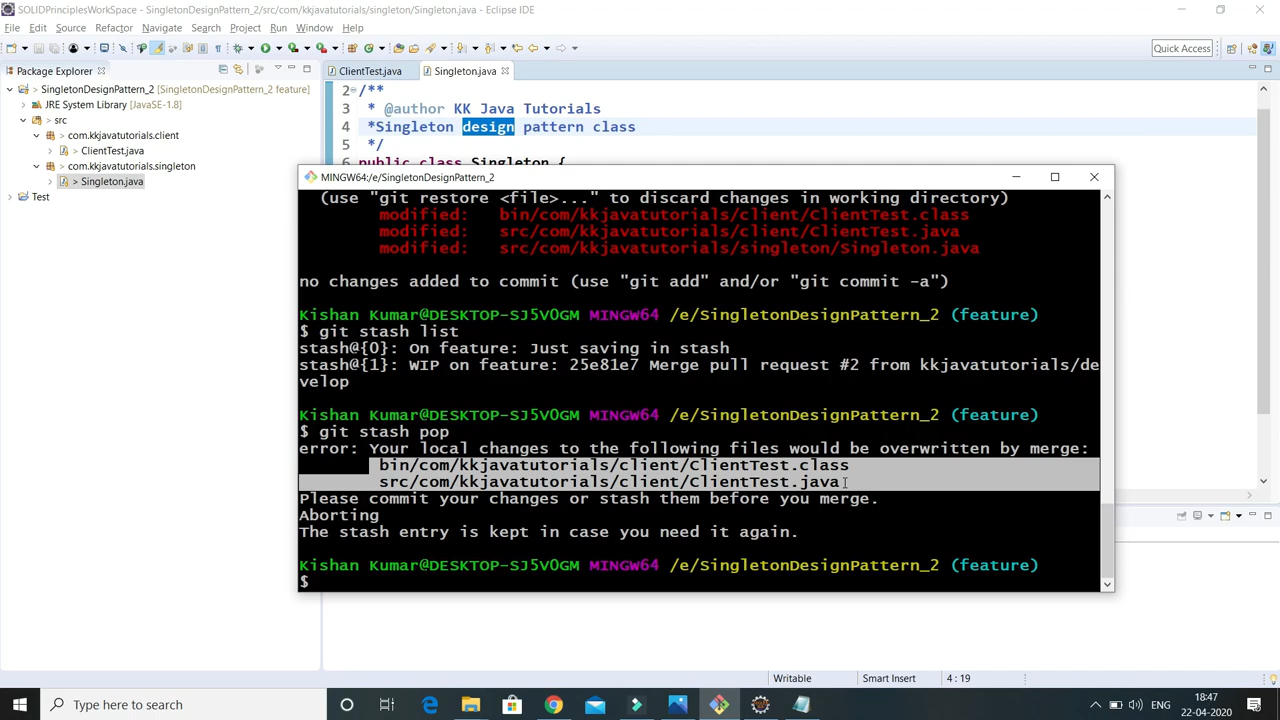 SOLIDPrinciplesWorkSpace - SingletonDesignPattern_2/src/com/kkjavatutorials/singleton/Singleton.java - Eclipse IDE
File Edit Source Refactor Navigate Search Project Run Window Help
Quick Access
Package Explorer
ClientTest.java
Singleton.java
SingletonDesignPattern_2 [SingletonDesignPattern_2 feature]
JRE System Library [JavaSE-1.8]
> src
> com.kkjavatutorials.client
> ClientTest.java
> com.kkjavatutorials.singleton
> Singleton.java
Test
2 /**
3 * @author KK Java Tutorials
4 *Singleton design pattern class
5 */
6 public class Singleton {
MINGW64:/e/SingletonDesignPattern_2
(use "git restore <file>..." to discard changes in working directory)
modified: bin/com/kkjavatutorials/client/ClientTest.class
modified: src/com/kkjavatutorials/client/ClientTest.java
modified: src/com/kkjavatutorials/singleton/Singleton.java
no changes added to commit (use "git add" and/or "git commit -a")
Kishan Kumar@DESKTOP-SJ5V0GM MINGW64 /e/SingletonDesignPattern_2 (feature)
$ git stash list
stash@{0}: On feature: Just saving in stash
stash@{1}: WIP on feature: 25e81e7 Merge pull request #2 from kkjavatutorials/de
velop
Kishan Kumar@DESKTOP-SJ5V0GM MINGW64 /e/SingletonDesignPattern_2 (feature)
$ git stash pop
error: Your local changes to the following files would be overwritten by merge:
bin/com/kkjavatutorials/client/ClientTest.class
src/com/kkjavatutorials/client/ClientTest.java
Please commit your changes or stash them before you merge.
Aborting
The stash entry is kept in case you need it again.
Kishan Kumar@DESKTOP-SJ5V0GM MINGW64 /e/SingletonDesignPattern_2 (feature)
$
Writable Smart Insert 4 : 19
Type here to search
18:47
22-04-2020